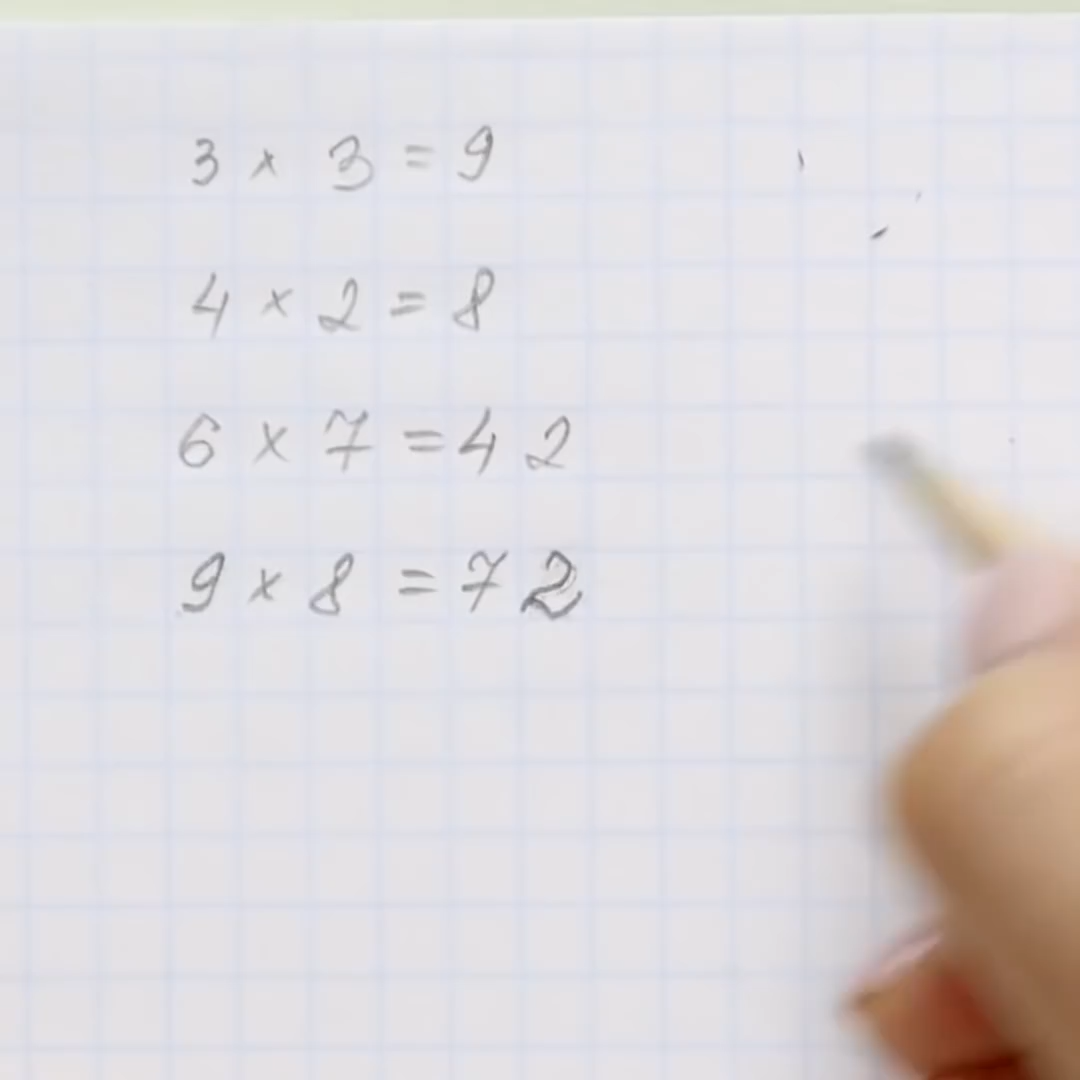 3 × 3 = 9
4 × 2 = 8
6 × 7 = 42
9 × 8 = 72